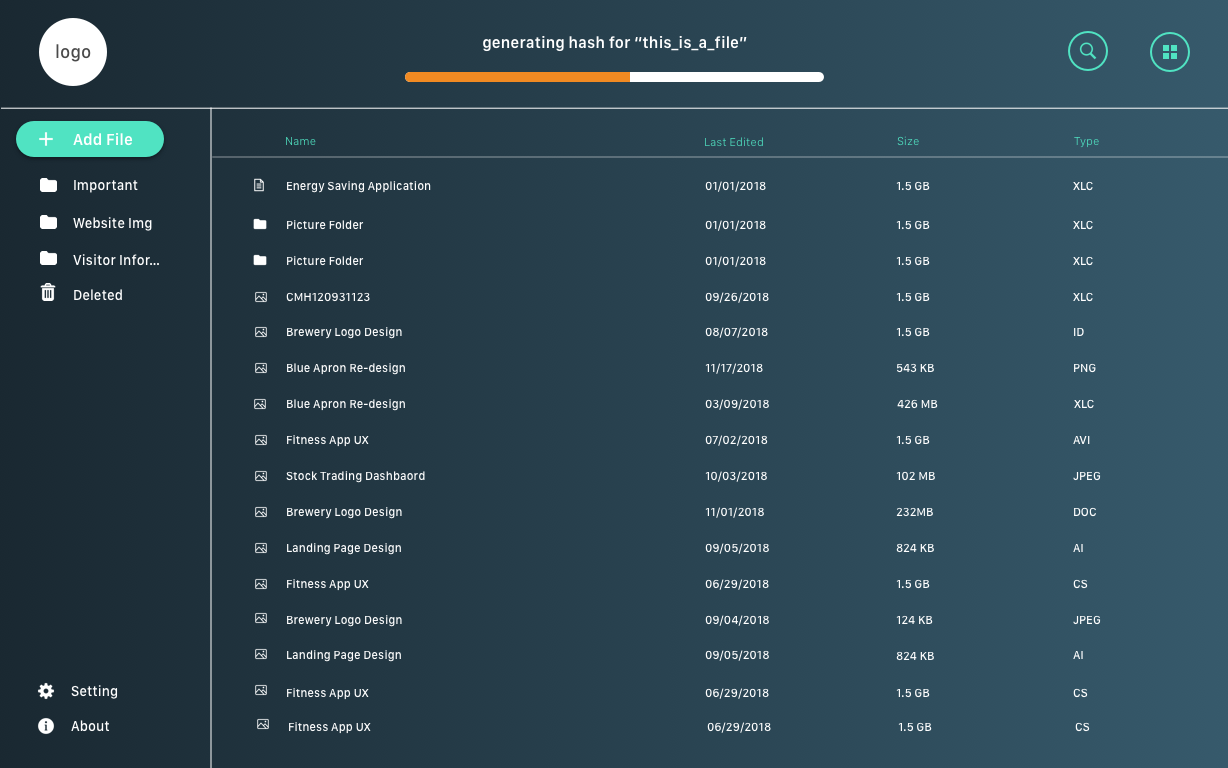 logo
generating hash for “this_is_a_file”
Add File
Important
Website Img
Visitor Infor...
Deleted
Setting
About
Name Last Edited Size Type
Energy Saving Application 01/01/2018 1.5 GB XLC
Picture Folder 01/01/2018 1.5 GB XLC
Picture Folder 01/01/2018 1.5 GB XLC
CMH120931123 09/26/2018 1.5 GB XLC
Brewery Logo Design 08/07/2018 1.5 GB ID
Blue Apron Re-design 11/17/2018 543 KB PNG
Blue Apron Re-design 03/09/2018 426 MB XLC
Fitness App UX 07/02/2018 1.5 GB AVI
Stock Trading Dashbaord 10/03/2018 102 MB JPEG
Brewery Logo Design 11/01/2018 232MB DOC
Landing Page Design 09/05/2018 824 KB AI
Fitness App UX 06/29/2018 1.5 GB CS
Brewery Logo Design 09/04/2018 124 KB JPEG
Landing Page Design 09/05/2018 824 KB AI
Fitness App UX 06/29/2018 1.5 GB CS
Fitness App UX 06/29/2018 1.5 GB CS